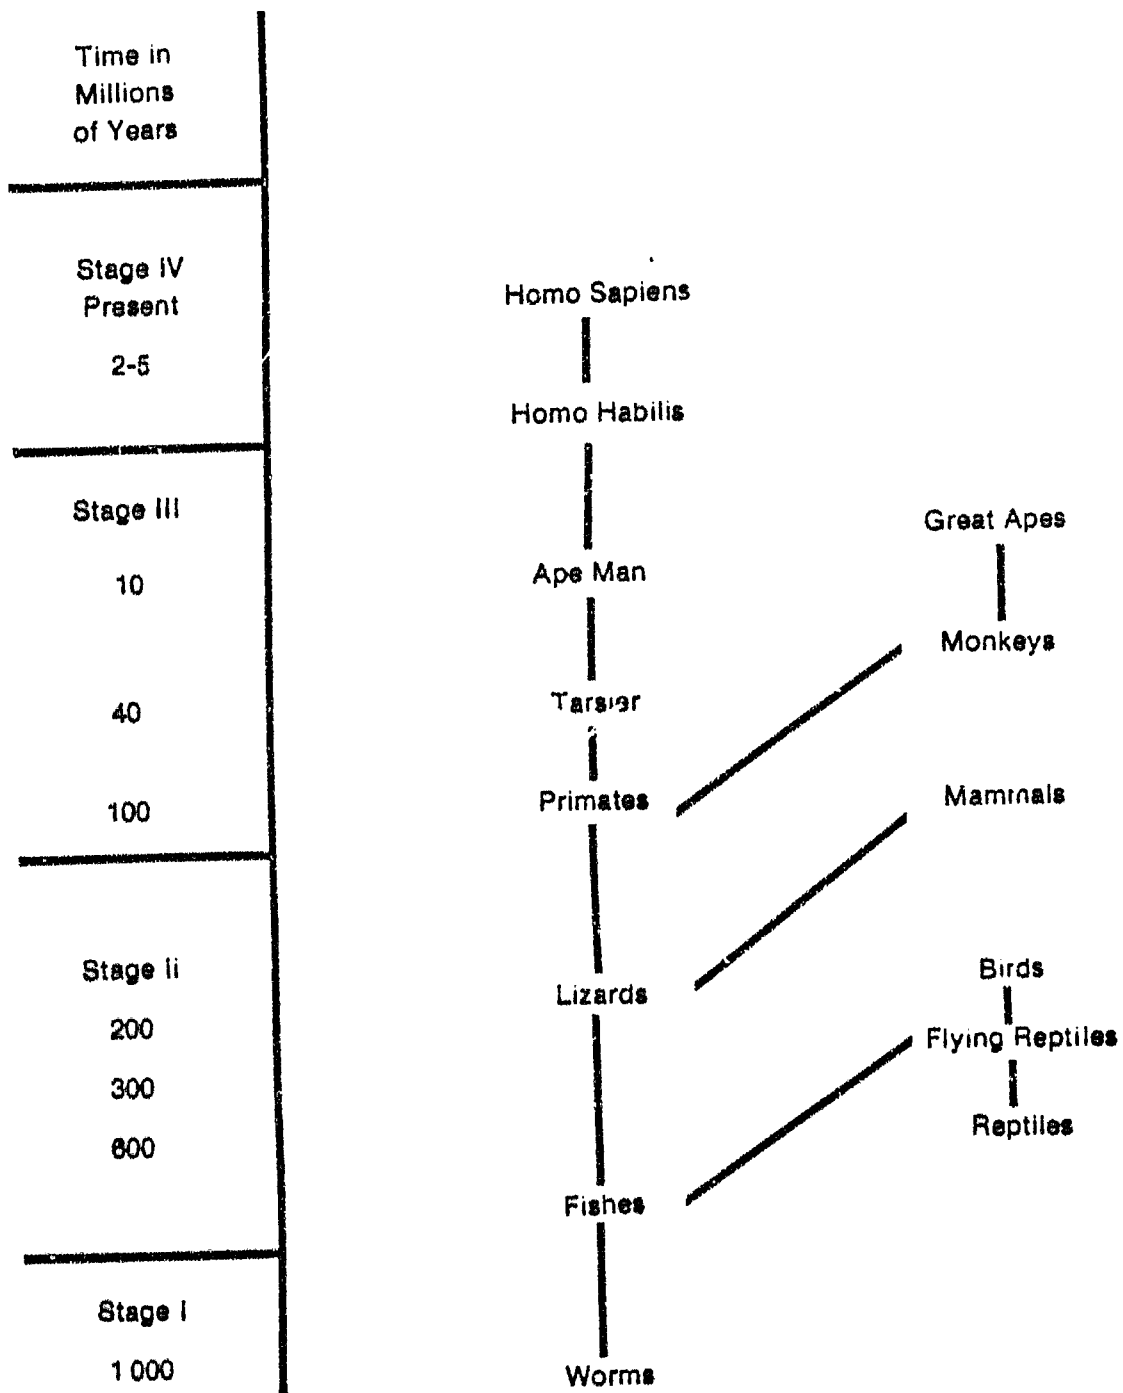 Time in
Millions
of Years
Stage IV
Present
2-5
Homo Sapiens
Homo Habilis
Stage III
10
40
100
Great Apes
Ape Man
Monkeys
Tarsier
Primates
Mammals
Stage Ii
200
300
600
Birds
Lizards
Flying Reptiles
Reptiles
Fishes
Stage I
1 000
Worms